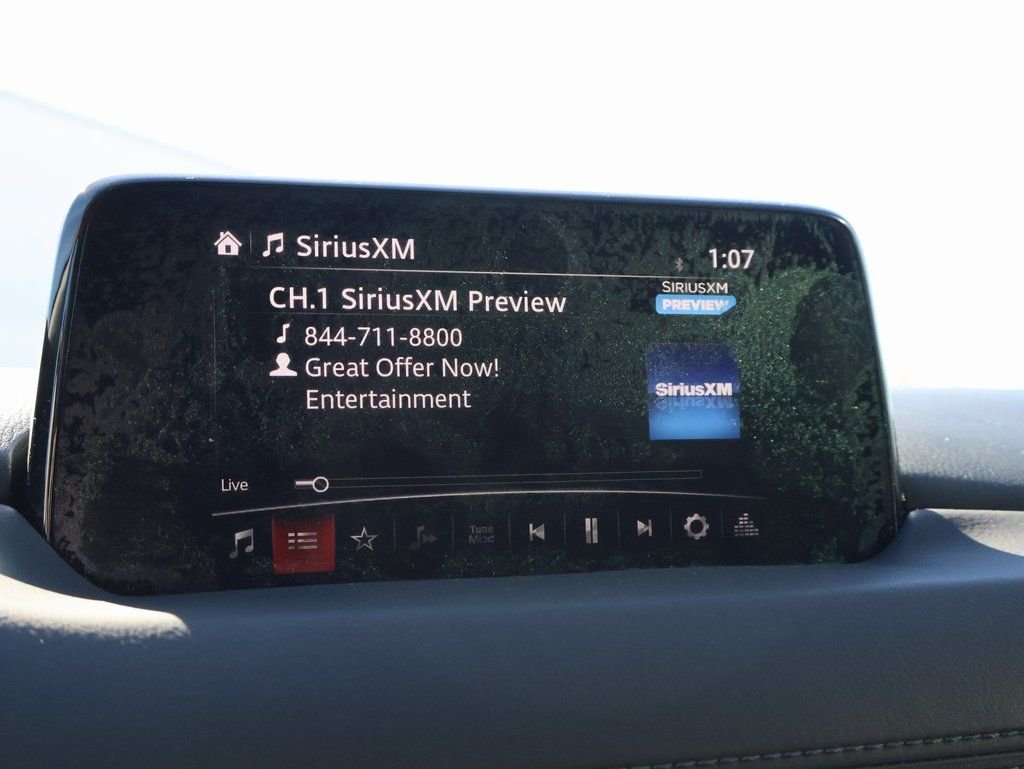 SiriusXM
1:07
CH.1 SiriusXM Preview
SIRIUSXM
PREVIEW
844-711-8800
Great Offer Now!
Entertainment
SiriusXM
Live
Tune
Mix